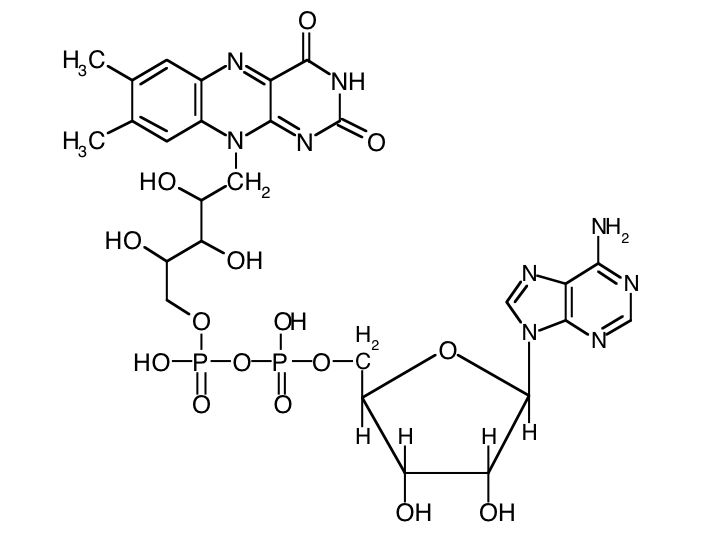 O
H3C N NH
H3C N N O
HO CH2
HO OH
NH2
N N
O OH H2 O N N
HO P O P O C
O O H H H H
OH OH